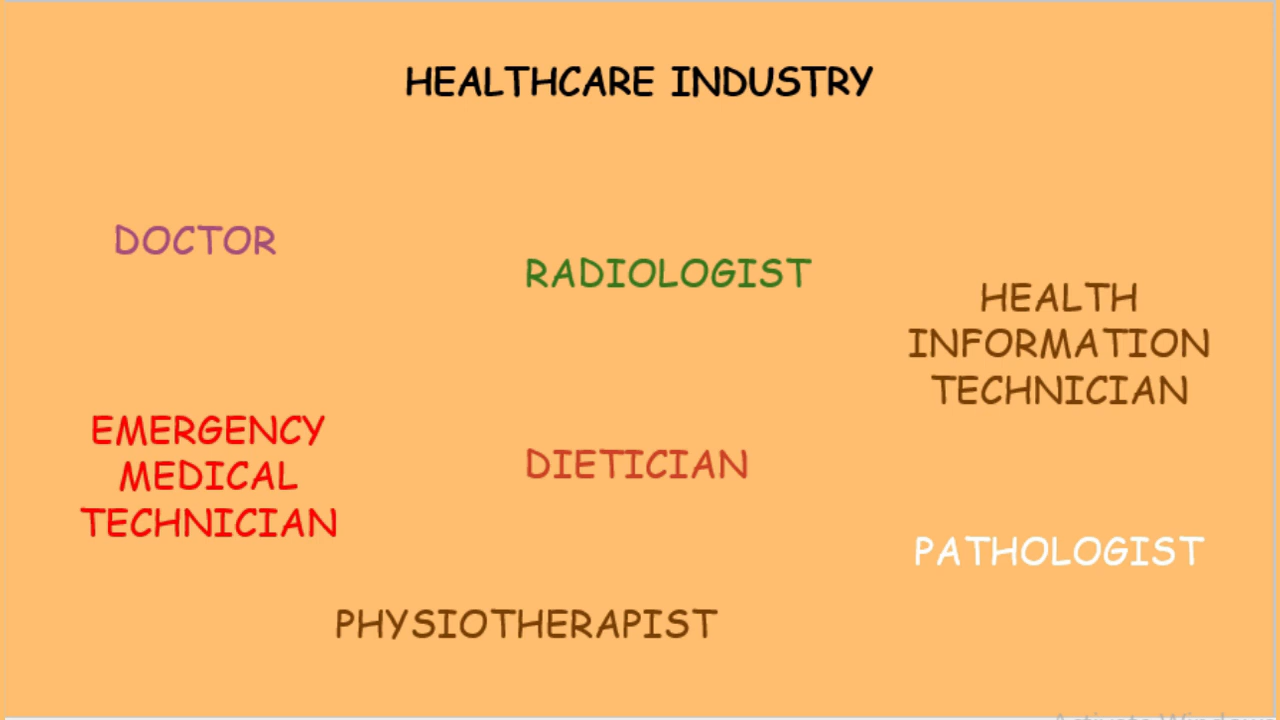 HEALTHCARE INDUSTRY
DOCTOR
RADIOLOGIST
HEALTH
INFORMATION
TECHNICIAN
EMERGENCY
MEDICAL
TECHNICIAN
DIETICIAN
PATHOLOGIST
PHYSIOTHERAPIST